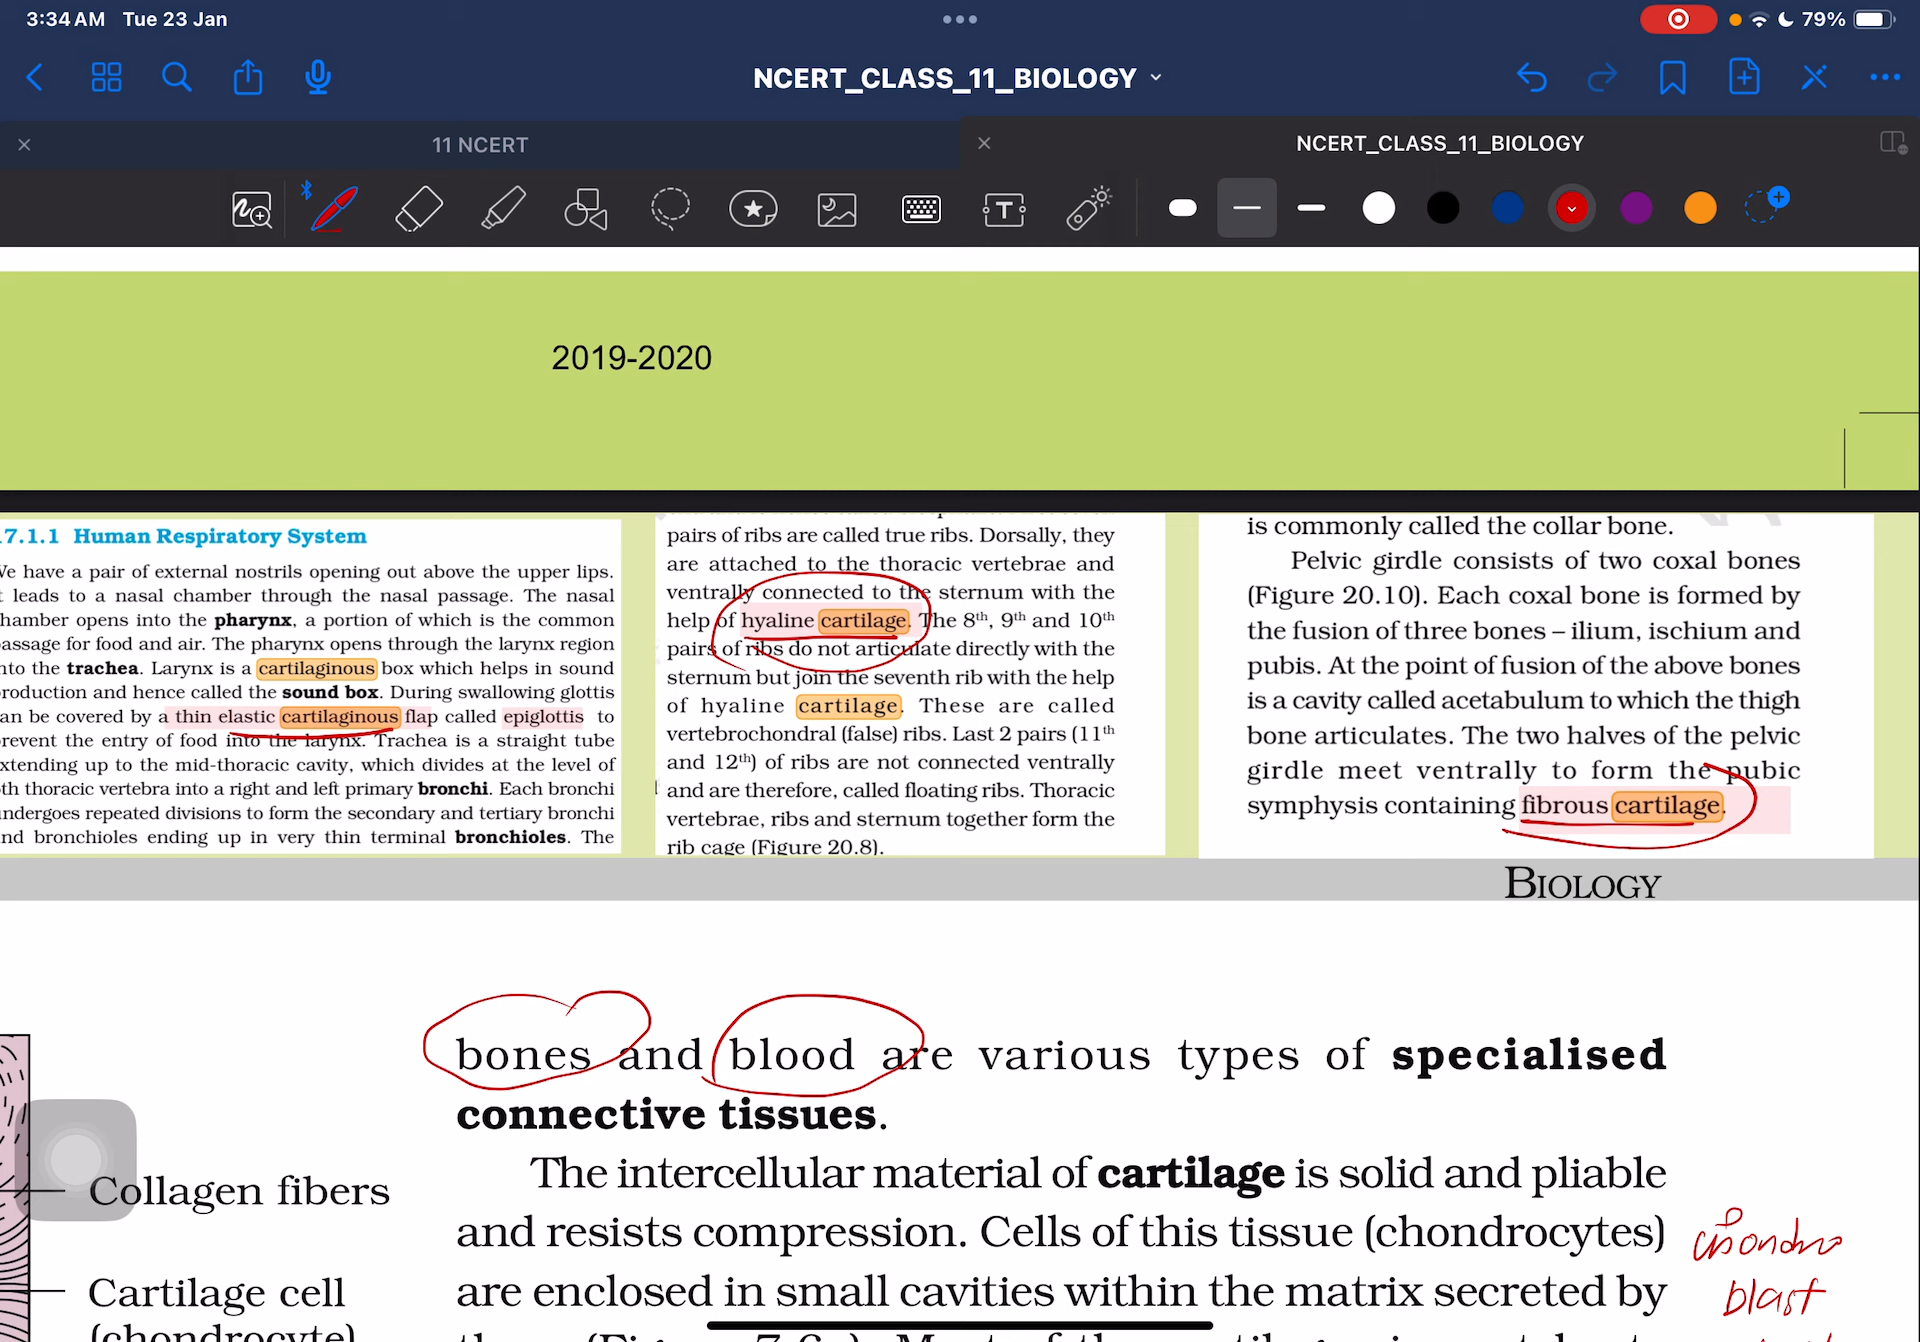 3:34 AM Tue 23 Jan
79%
NCERT_CLASS_11_BIOLOGY
11 NCERT
NCERT_CLASS_11_BIOLOGY
T
2019-2020
7.1.1 Human Respiratory System
We have a pair of external nostrils opening out above the upper lips.
t leads to a nasal chamber through the nasal passage. The nasal
hamber opens into the pharynx, a portion of which is the common
assage for food and air. The pharynx opens through the larynx region
nto the trachea. Larynx is a cartilaginous box which helps in sound
roduction and hence called the sound box. During swallowing glottis
an be covered by a thin elastic cartilaginous flap called epiglottis to
revent the entry of food into the larynx. Trachea is a straight tube
xtending up to the mid-thoracic cavity, which divides at the level of
th thoracic vertebra into a right and left primary bronchi. Each bronchi
ndergoes repeated divisions to form the secondary and tertiary bronchi
nd bronchioles ending up in very thin terminal bronchioles. The
pairs of ribs are called true ribs. Dorsally, they
are attached to the thoracic vertebrae and
ventrally connected to the sternum with the
help of hyaline cartilage. The 8th, 9th and 10th
pairs of ribs do not articulate directly with the
sternum but join the seventh rib with the help
of hyaline cartilage. These are called
vertebrochondral (false) ribs. Last 2 pairs (11th
and 12th) of ribs are not connected ventrally
and are therefore, called floating ribs. Thoracic
vertebrae, ribs and sternum together form the
rib cage (Figure 20.8).
is commonly called the collar bone.
Pelvic girdle consists of two coxal bones
(Figure 20.10). Each coxal bone is formed by
the fusion of three bones – ilium, ischium and
pubis. At the point of fusion of the above bones
is a cavity called acetabulum to which the thigh
bone articulates. The two halves of the pelvic
girdle meet ventrally to form the pubic
symphysis containing fibrous cartilage.
BIOLOGY
bones and blood are various types of specialised
connective tissues.
The intercellular material of cartilage is solid and pliable
and resists compression. Cells of this tissue (chondrocytes)
are enclosed in small cavities within the matrix secreted by
Collagen fibers
Cartilage cell
(chondrocyte)
chondro
blast